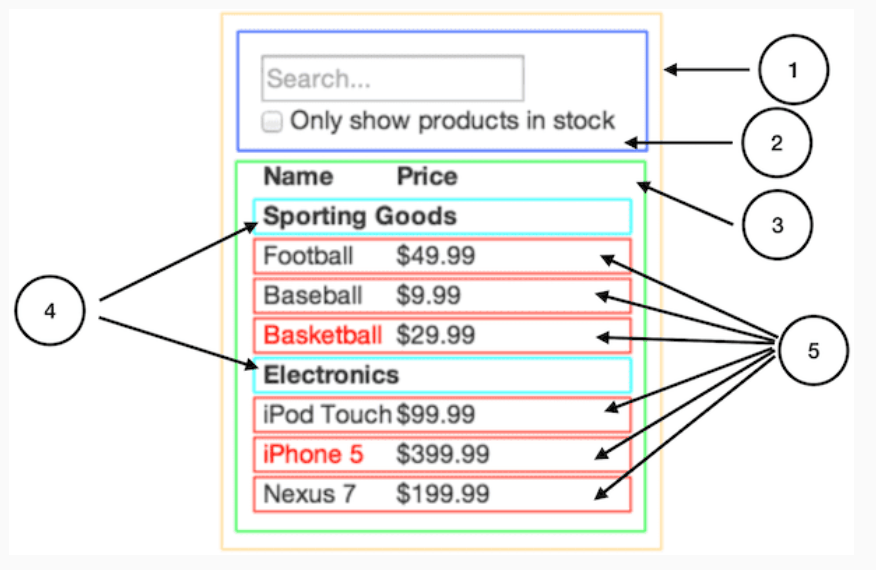 Search...
1
Only show products in stock
2
Name Price
3
Sporting Goods
Football $49.99
Baseball $9.99
4
Basketball $29.99
5
Electronics
iPod Touch $99.99
iPhone 5 $399.99
Nexus 7 $199.99